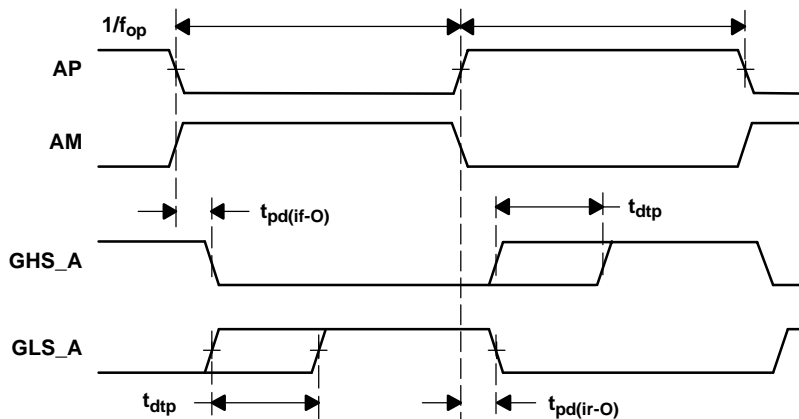 1/fop
AP
AM
tpd(if-O)
tdtp
GHS_A
GLS_A
tdtp
tpd(ir-O)